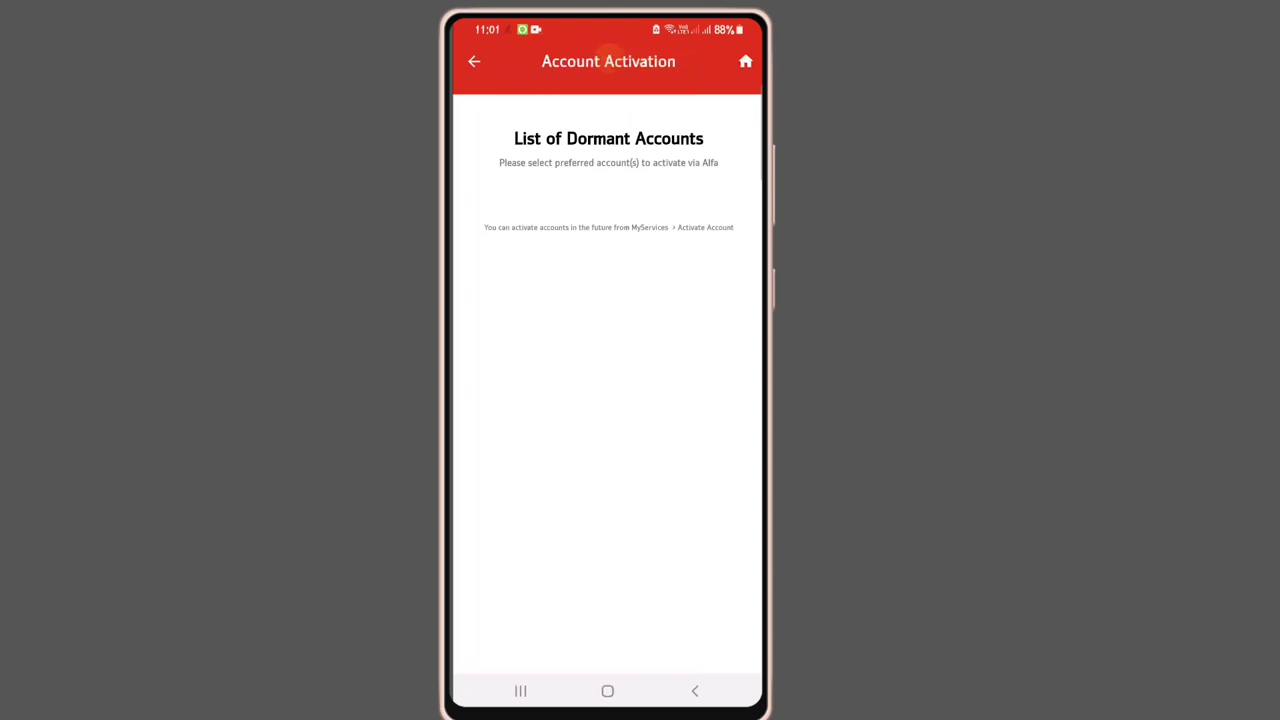 11:01
88%
Account Activation
List of Dormant Accounts
Please select preferred account(s) to activate via Alfa
You can activate accounts in the future from MyServices > Activate Account